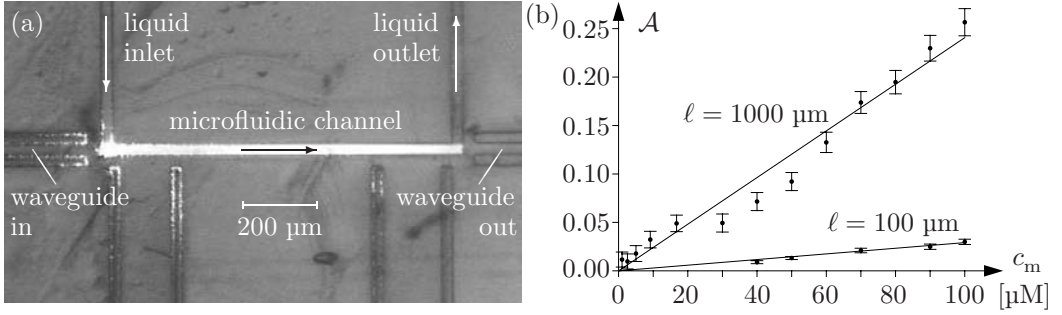 (a)
liquid
inlet
liquid
outlet
microfluidic channel
waveguide
in
200 µm
waveguide
out
(b)
𝒜
0.25
0.20
0.15
0.10
0.05
0.00
ℓ = 1000 µm
ℓ = 100 µm
0 20 40 60 80 100
c_m
[µM]